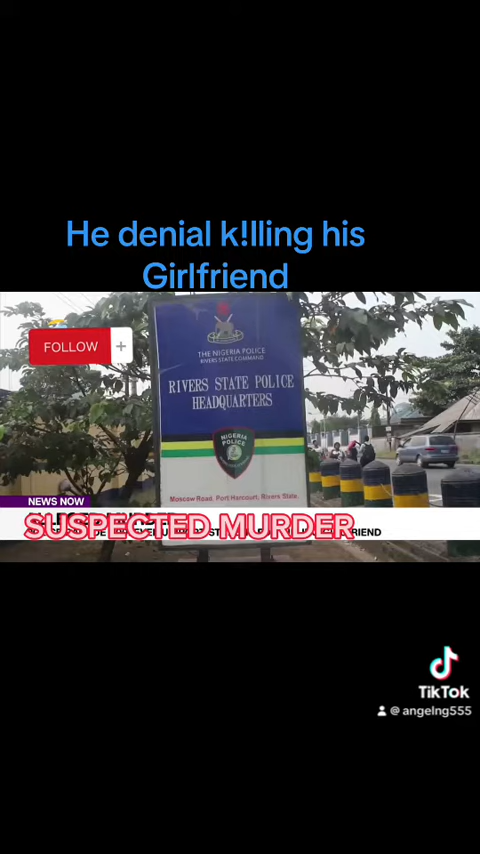 He denial k!lling his
Girlfriend
FOLLOW +
THE NIGERIA POLICE
RIVERS STATE COMMAND
RIVERS STATE POLICE
HEADQUARTERS
NIGERIA
POLICE
Moscow Road, Port Harcourt, Rivers State.
NEWS NOW
SUSPECTED MURDER
TikTok
@angelng555